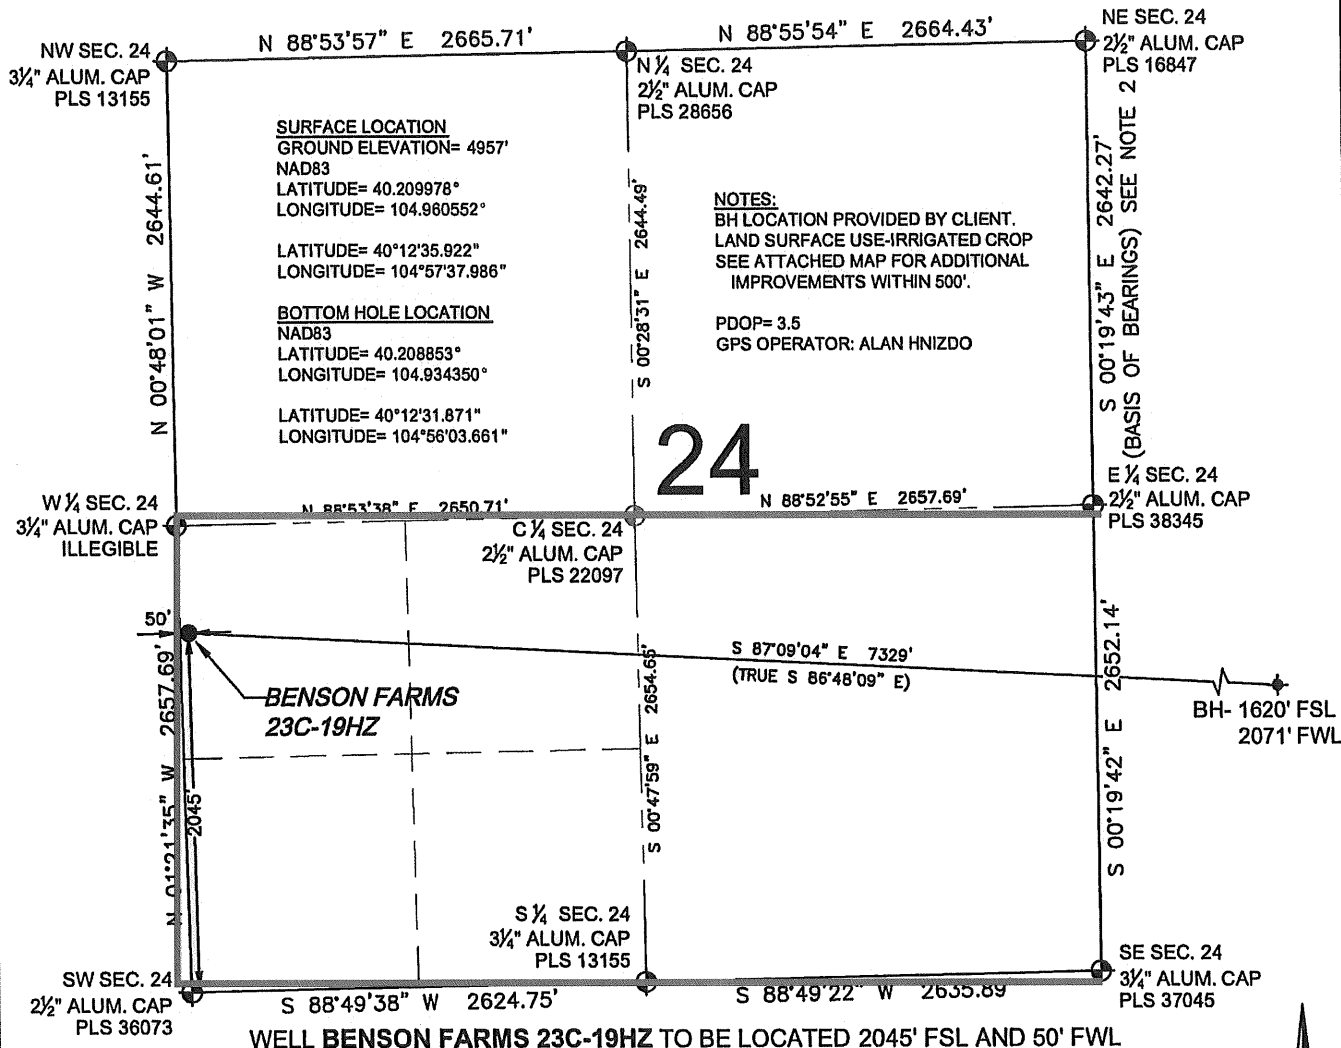 NW SEC. 24
3¼" ALUM. CAP
PLS 13155
N 88°53'57" E 2665.71'
N 88°55'54" E 2664.43'
NE SEC. 24
2½" ALUM. CAP
PLS 16847
N ¼ SEC. 24
2½" ALUM. CAP
PLS 28656
SURFACE LOCATION
GROUND ELEVATION= 4957'
NAD83
LATITUDE= 40.209978°
LONGITUDE= 104.960552°
LATITUDE= 40°12'35.922"
LONGITUDE= 104°57'37.986"
BOTTOM HOLE LOCATION
NAD83
LATITUDE= 40.208853°
LONGITUDE= 104.934350°
LATITUDE= 40°12'31.871"
LONGITUDE= 104°56'03.661"
N 00°48'01" W 2644.61'
S 00°28'31" E 2644.49'
NOTES:
BH LOCATION PROVIDED BY CLIENT.
LAND SURFACE USE-IRRIGATED CROP
SEE ATTACHED MAP FOR ADDITIONAL
IMPROVEMENTS WITHIN 500'.
PDOP= 3.5
GPS OPERATOR: ALAN HNIZDO
S 00°19'43" E 2642.27'
(BASIS OF BEARINGS) SEE NOTE 2
24
W ¼ SEC. 24
3¼" ALUM. CAP
ILLEGIBLE
N 88°53'38" E 2650.71'
N 88°52'55" E 2657.69'
E ¼ SEC. 24
2½" ALUM. CAP
PLS 38345
C ¼ SEC. 24
2½" ALUM. CAP
PLS 22097
50'
N 01°21'35" W 2657.69'
2045'
BENSON FARMS
23C-19HZ
S 00°47'59" E 2654.65'
S 87°09'04" E 7329'
(TRUE S 86°48'09" E)
S 00°19'42" E 2652.14'
BH- 1620' FSL
2071' FWL
S ¼ SEC. 24
3¼" ALUM. CAP
PLS 13155
SW SEC. 24
2½" ALUM. CAP
PLS 36073
S 88°49'38" W 2624.75'
S 88°49'22" W 2635.89
SE SEC. 24
3¼" ALUM. CAP
PLS 37045
WELL BENSON FARMS 23C-19HZ TO BE LOCATED 2045' FSL AND 50' FWL